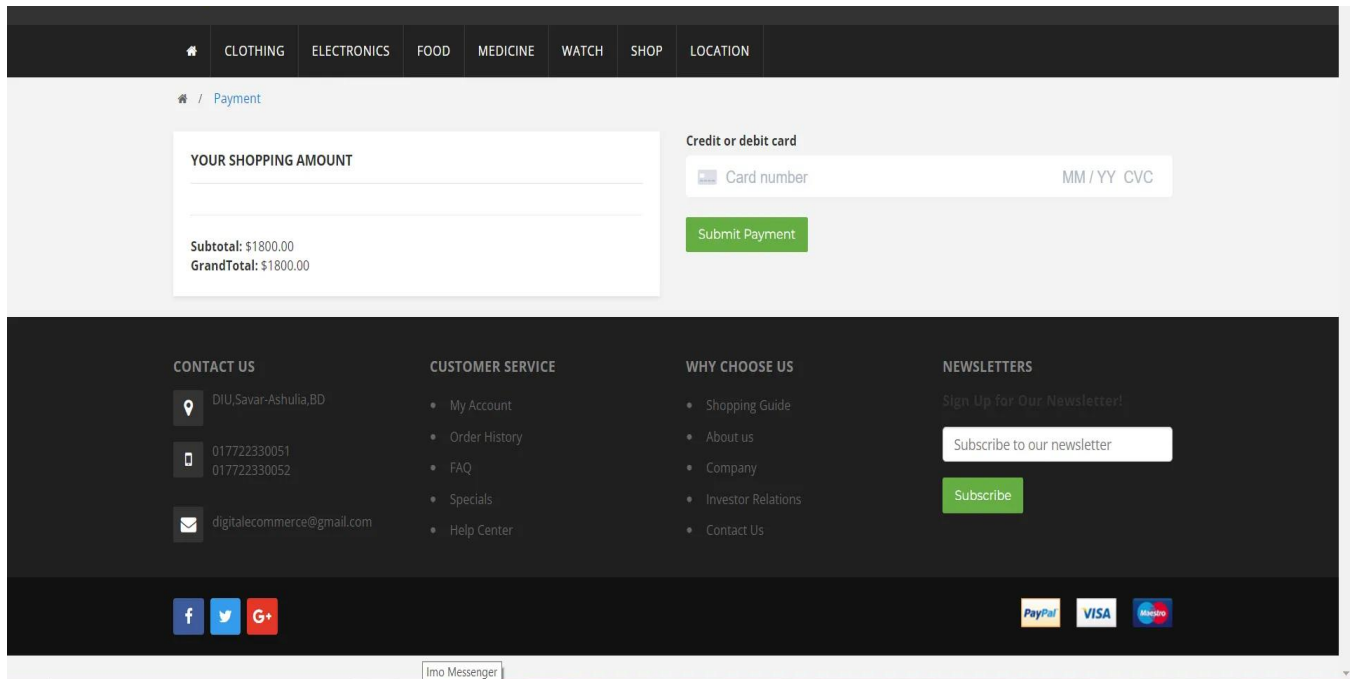 CLOTHING ELECTRONICS FOOD MEDICINE WATCH SHOP LOCATION
/ Payment
YOUR SHOPPING AMOUNT
Subtotal: $1800.00
GrandTotal: $1800.00
Credit or debit card
Card number MM / YY CVC
Submit Payment
CONTACT US
DIU,Savar-Ashulia,BD
017722330051
017722330052
digitalecommerce@gmail.com
CUSTOMER SERVICE
My Account
Order History
FAQ
Specials
Help Center
WHY CHOOSE US
Shopping Guide
About us
Company
Investor Relations
Contact Us
NEWSLETTERS
Sign Up for Our Newsletter!
Subscribe to our newsletter
Subscribe
f G+
PayPal VISA Maestro
Imo Messenger